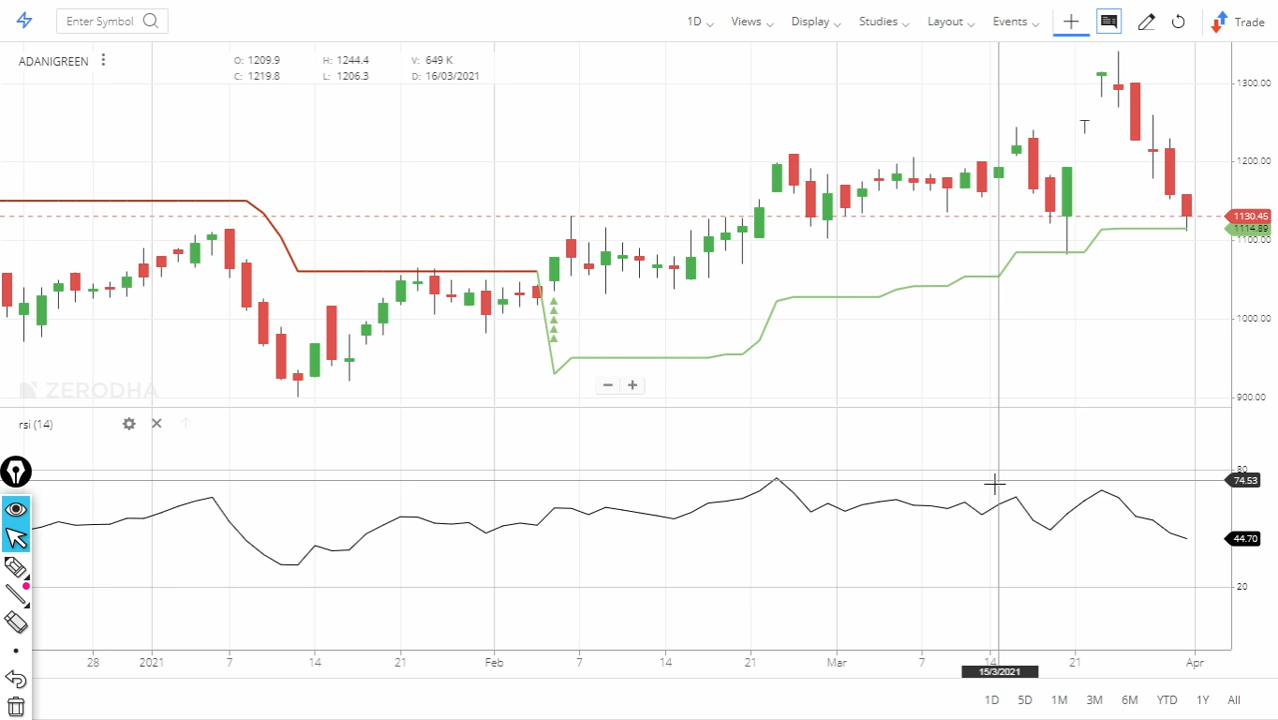 Enter Symbol 1D Views Display Studies Layout Events Trade
ADANIGREEN O: 1209.9 H: 1244.4 V: 649 K
C: 1219.8 L: 1206.3 D: 16/03/2021
1300.00
T
1200.00
1130.45
1114.89
1100.00
1000.00
ZERODHA
900.00
rsi (14)
80
74.53
44.70
20
28 2021 7 14 21 Feb 7 14 21 Mar 7 14 21 Apr
15/3/2021
1D 5D 1M 3M 6M YTD 1Y All